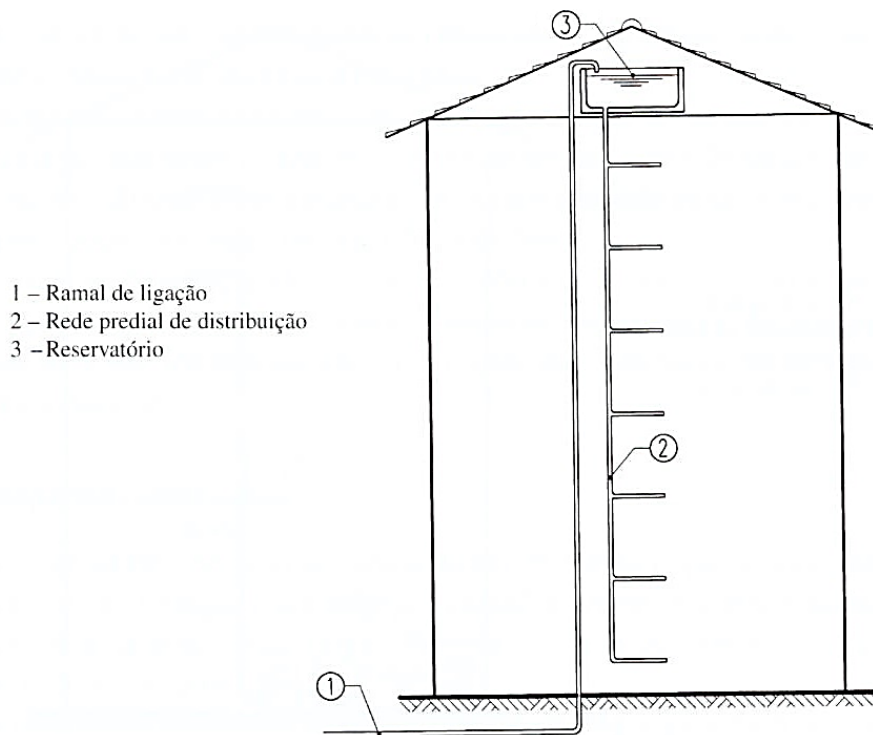 3
1 – Ramal de ligação
2 – Rede predial de distribuição
3 – Reservatório
2
1